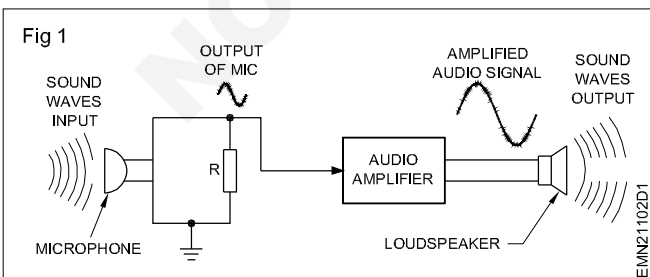 Fig 1
OUTPUT
OF MIC
AMPLIFIED
AUDIO SIGNAL
SOUND
WAVES
OUTPUT
SOUND
WAVES
INPUT
R
AUDIO
AMPLIFIER
MICROPHONE
LOUDSPEAKER
EMN21102D1